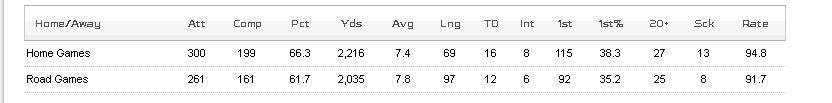 Home/Away Att Comp Pct Yds Avg Lng TD Int 1st 1st% 20+ Sck Rate
Home Games 300 199 66.3 2,216 7.4 69 16 8 115 38.3 27 13 94.8
Road Games 261 161 61.7 2,035 7.8 97 12 6 92 35.2 25 8 91.7